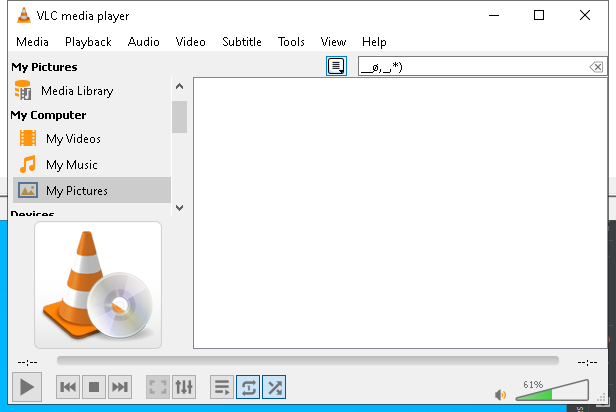 VLC media player
Media Playback Audio Video Subtitle Tools View Help
My Pictures
__ø,_,*)
Media Library
My Computer
My Videos
My Music
My Pictures
Devices
--:-- --:--
61%